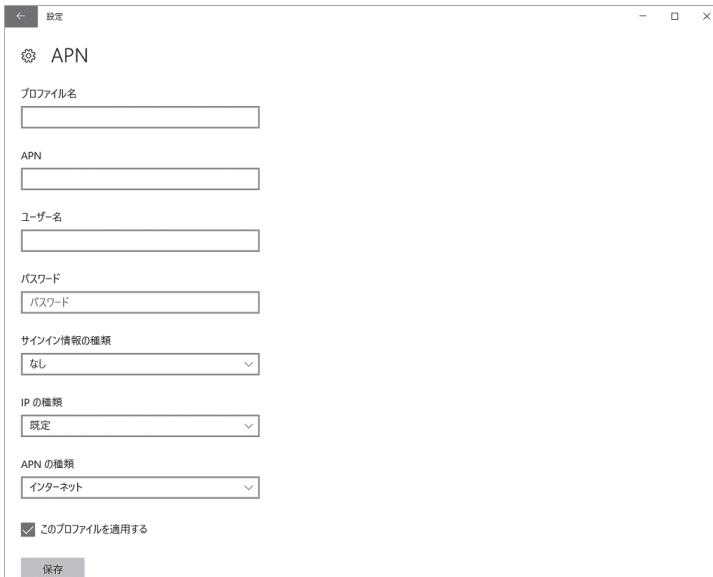 設定
APN
プロファイル名
APN
ユーザー名
パスワード
パスワード
サインイン情報の種類
なし
IP の種類
既定
APN の種類
インターネット
このプロファイルを適用する
保存